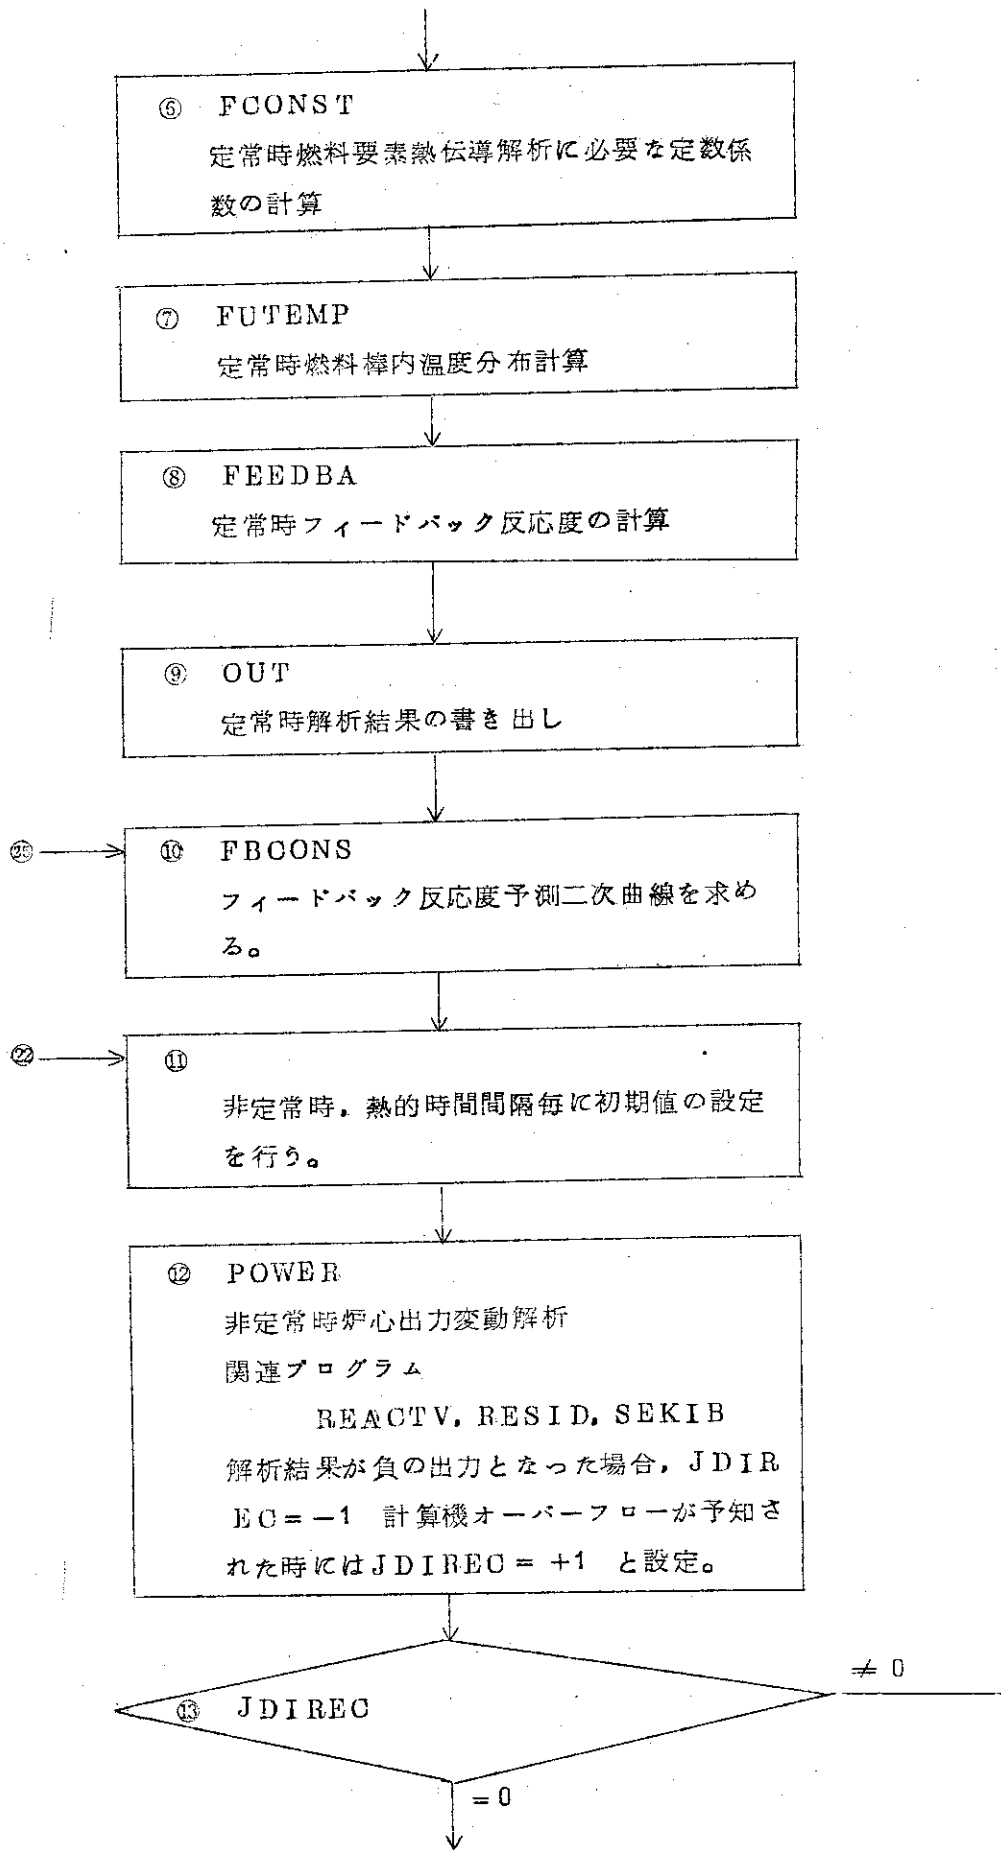 ⑥ FCONST
定常時燃料要素熱伝導解析に必要な定数係
数の計算
⑦ FUTEMP
定常時燃料棒内温度分布計算
⑧ FEEDBA
定常時フィードバック反応度の計算
⑨ OUT
定常時解析結果の書き出し
㉕
⑩ FBCONS
フィードバック反応度予測二次曲線を求め
る。
㉒
⑪
非定常時，熱的時間間隔毎に初期値の設定
を行う。
⑫ POWER
非定常時炉心出力変動解析
関連プログラム
REACTV, RESID, SEKIB
解析結果が負の出力となった場合，JDIR
EC=-1 計算機オーバーフローが予知さ
れた時にはJDIREC= +1 と設定。
≠ 0
⑬ JDIREC
= 0